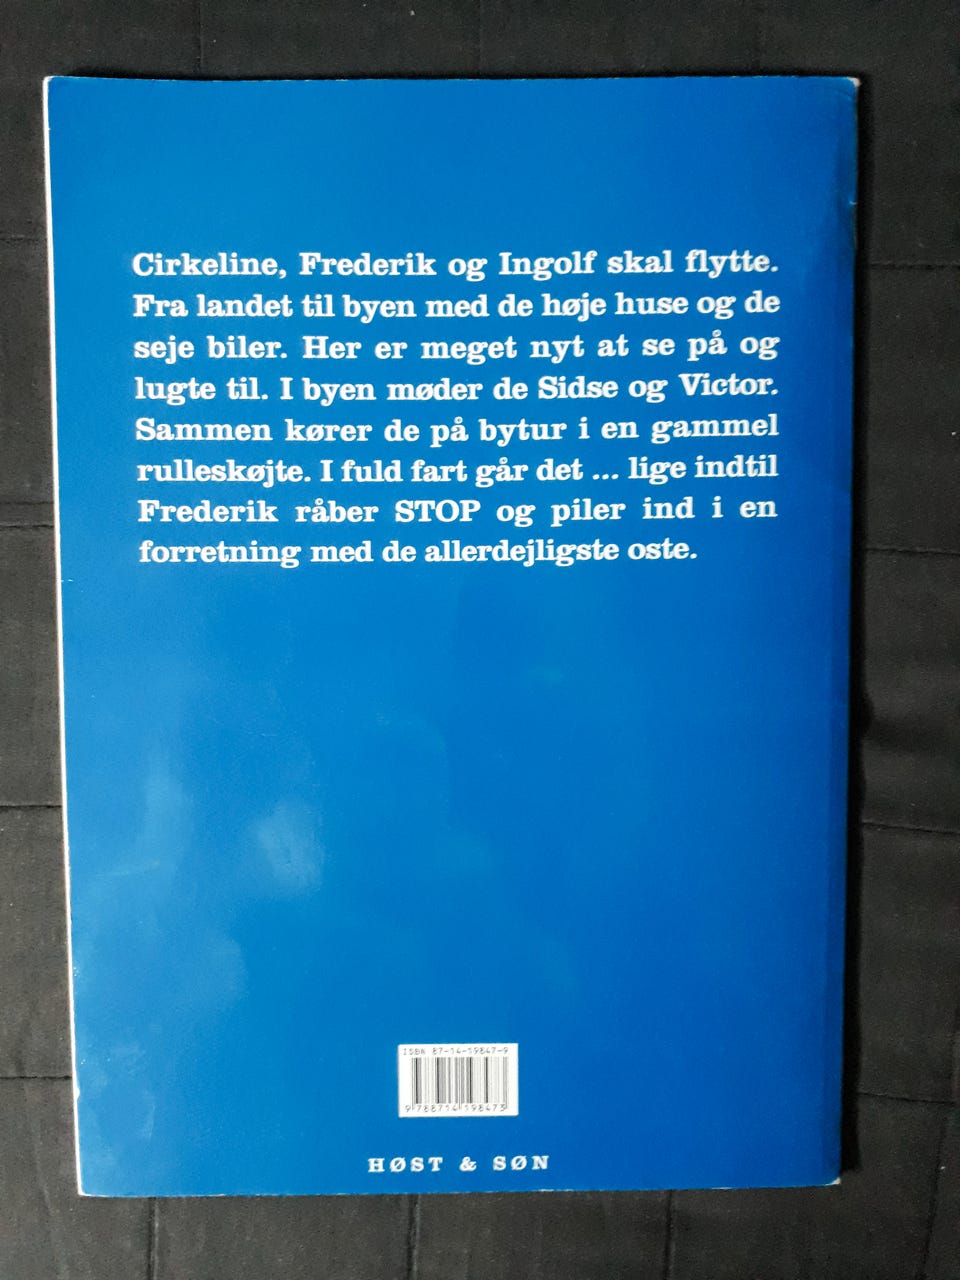 Cirkeline, Frederik og Ingolf skal flytte.
Fra landet til byen med de høje huse og de
seje biler. Her er meget nyt at se på og
lugte til. I byen møder de Sidse og Victor.
Sammen kører de på bytur i en gammel
rulleskøjte. I fuld fart går det ... lige indtil
Frederik råber STOP og piler ind i en
forretning med de allerdejligste oste.
ISBN 87-14-19847-9
9 788714 198473
HØST & SØN